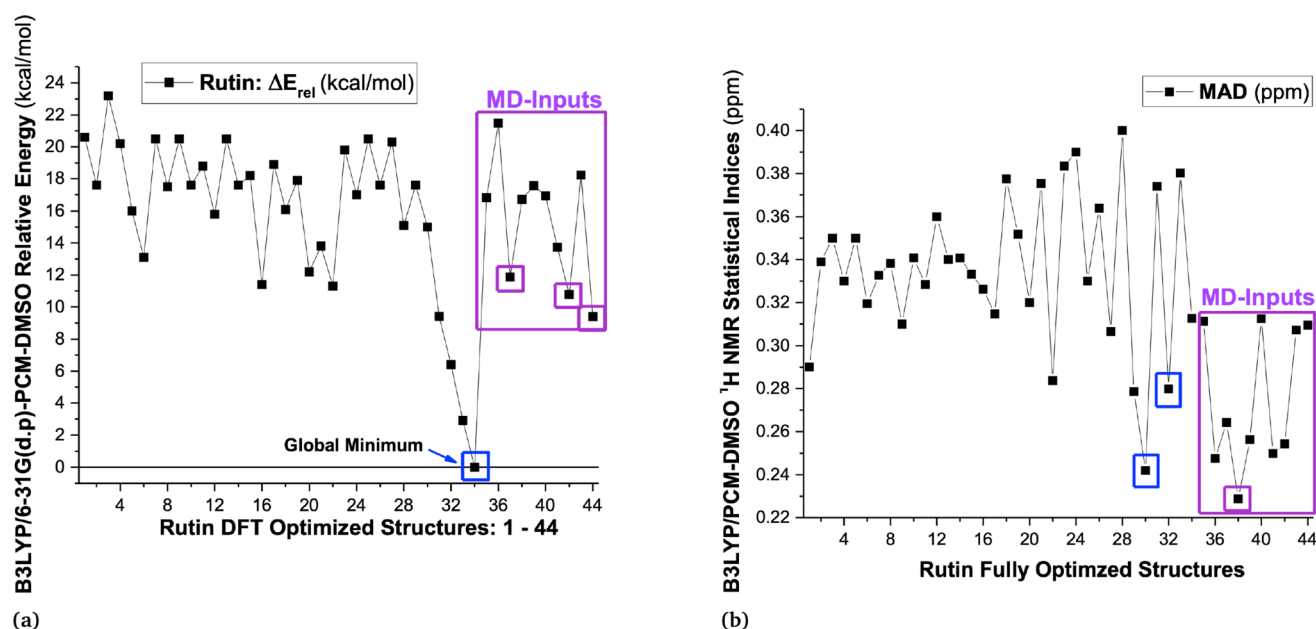 B3LYP/6-31G(d.p)-PCM-DMSO Relative Energy (kcal/mol)
24
22
20
18
16
14
12
10
8
6
4
2
0
Rutin: ΔE_rel (kcal/mol)
MD-Inputs
Global Minimum
4 8 12 16 20 24 28 32 36 40 44
Rutin DFT Optimized Structures: 1 - 44
(a)
B3LYP/PCM-DMSO ¹H NMR Statistical Indices (ppm)
0.40
0.38
0.36
0.34
0.32
0.30
0.28
0.26
0.24
0.22
MAD (ppm)
MD-Inputs
4 8 12 16 20 24 28 32 36 40 44
Rutin Fully Optimzed Structures
(b)